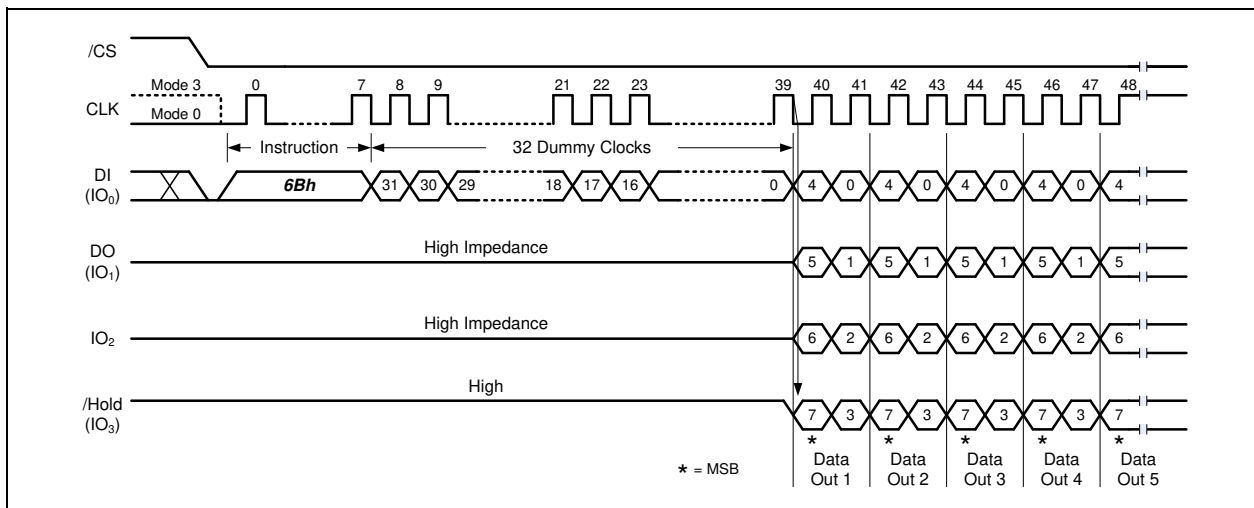 /CS
Mode 3 0 7 8 9 21 22 23 39 40 41 42 43 44 45 46 47 48
CLK
Mode 0
Instruction 32 Dummy Clocks
DI
(IO₀)
6Bh 31 30 29 18 17 16 0 4 0 4 0 4 0 4 0 4
High Impedance
DO
(IO₁)
5 1 5 1 5 1 5 1 5
High Impedance
IO₂
6 2 6 2 6 2 6 2 6
High
/Hold
(IO₃)
7 3 7 3 7 3 7 3 7
* * * * *
* = MSB
Data Out 1
Data Out 2
Data Out 3
Data Out 4
Data Out 5